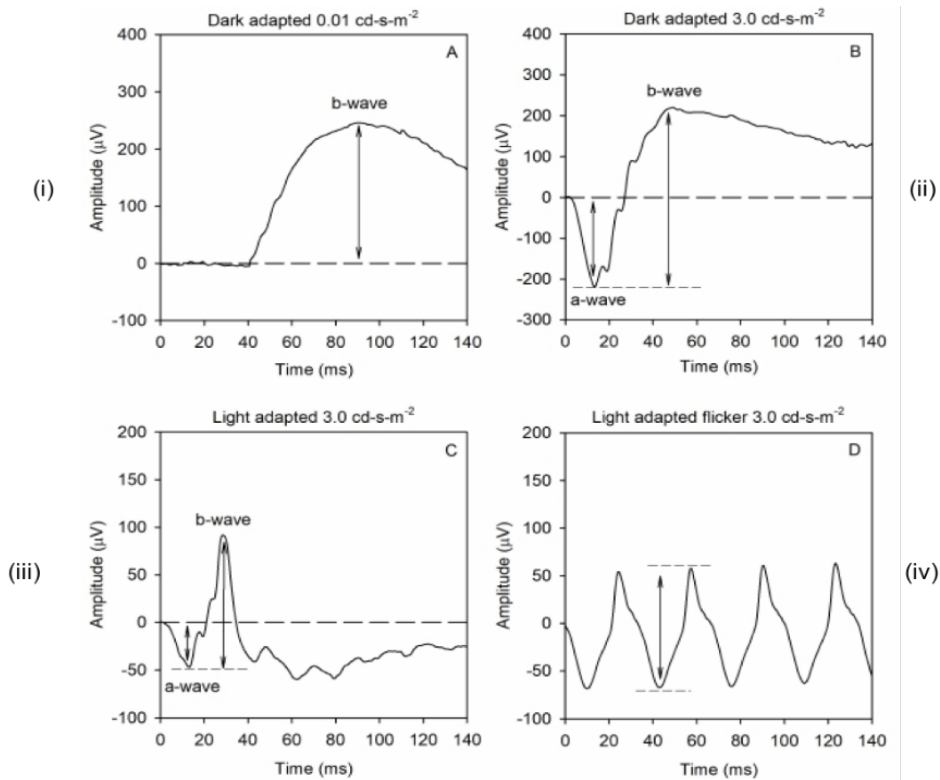 Dark adapted 0.01 cd-s-m⁻²
A
b-wave
400
300
200
100
0
-100
Amplitude (μV)
0 20 40 60 80 100 120 140
Time (ms)
(i)
Dark adapted 3.0 cd-s-m⁻²
B
b-wave
a-wave
400
300
200
100
0
-100
-200
-300
Amplitude (μV)
0 20 40 60 80 100 120 140
Time (ms)
(ii)
Light adapted 3.0 cd-s-m⁻²
C
b-wave
a-wave
200
150
100
50
0
-50
-100
Amplitude (μV)
0 20 40 60 80 100 120 140
Time (ms)
(iii)
Light adapted flicker 3.0 cd-s-m⁻²
D
200
150
100
50
0
-50
-100
Amplitude (μV)
0 20 40 60 80 100 120 140
Time (ms)
(iv)